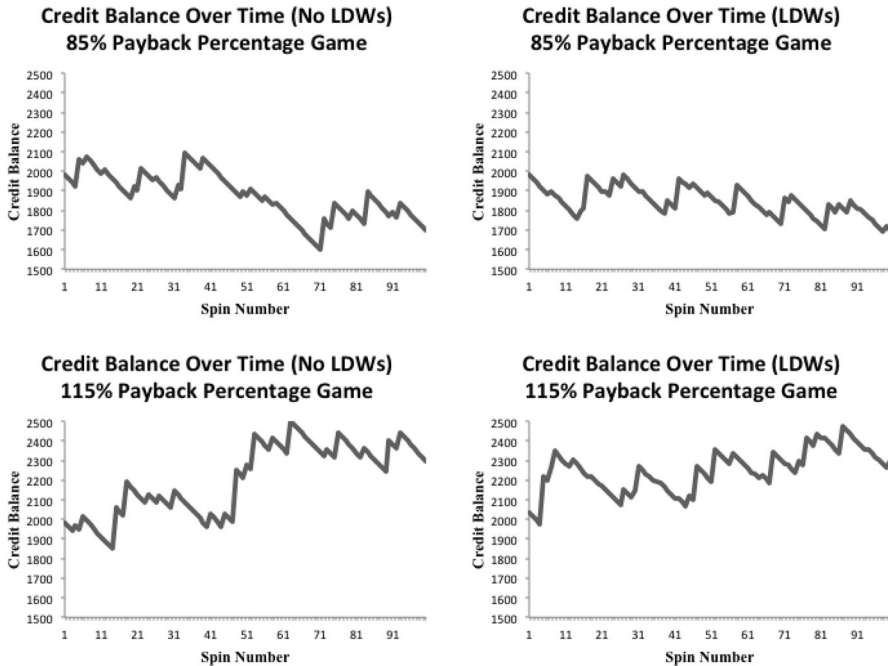 Credit Balance Over Time (No LDWs)
85% Payback Percentage Game
Credit Balance
2500
2400
2300
2200
2100
2000
1900
1800
1700
1600
1500
1 11 21 31 41 51 61 71 81 91
Spin Number
Credit Balance Over Time (LDWs)
85% Payback Percentage Game
Credit Balance
2500
2400
2300
2200
2100
2000
1900
1800
1700
1600
1500
1 11 21 31 41 51 61 71 81 91
Spin Number
Credit Balance Over Time (No LDWs)
115% Payback Percentage Game
Credit Balance
2500
2400
2300
2200
2100
2000
1900
1800
1700
1600
1500
1 11 21 31 41 51 61 71 81 91
Spin Number
Credit Balance Over Time (LDWs)
115% Payback Percentage Game
Credit Balance
2500
2400
2300
2200
2100
2000
1900
1800
1700
1600
1500
1 11 21 31 41 51 61 71 81 91
Spin Number